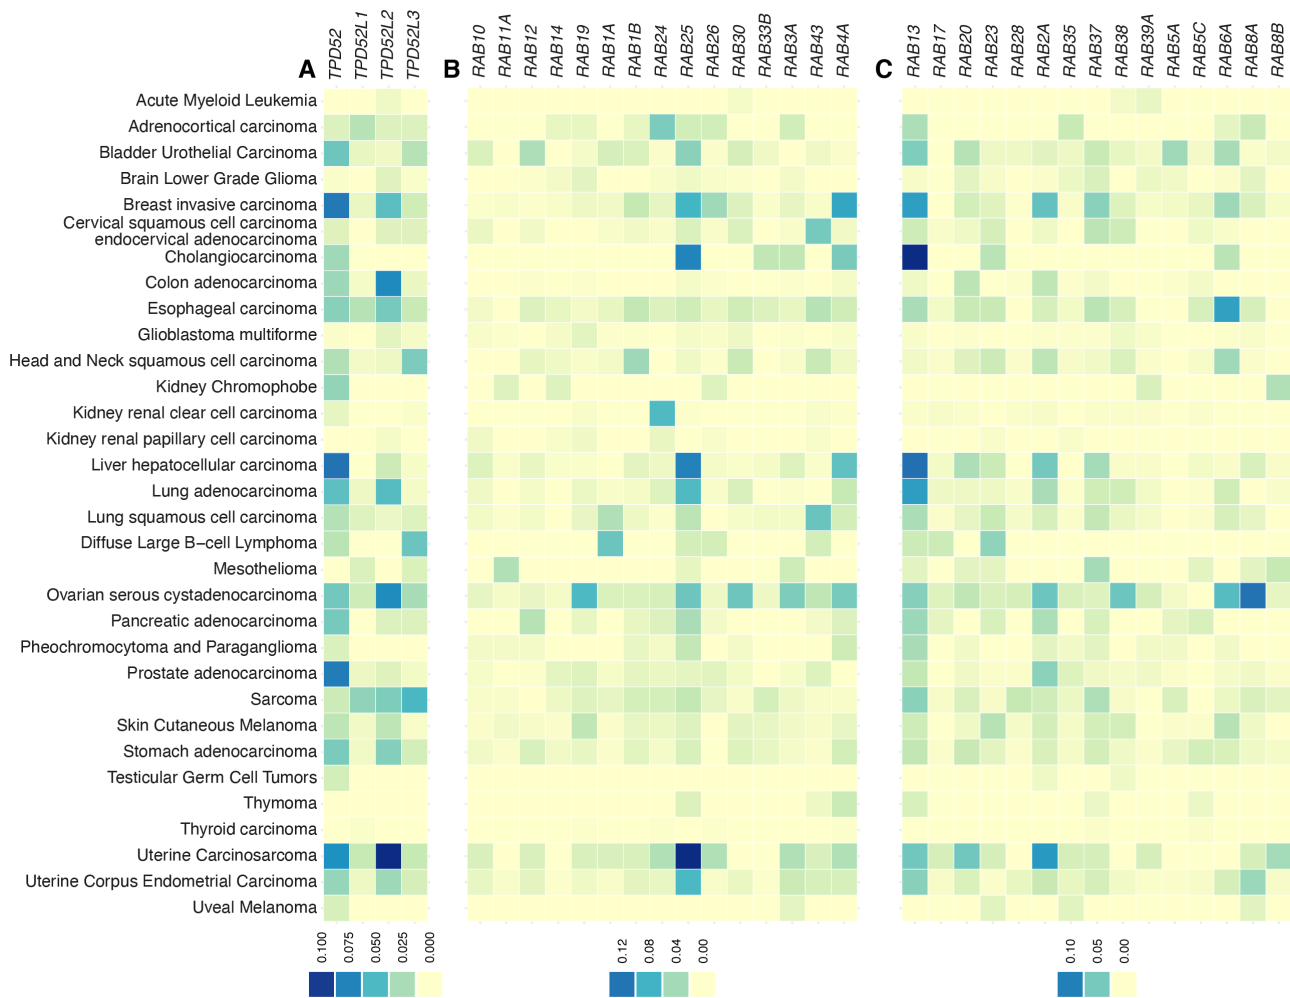 A
TPD52
TPD52L1
TPD52L2
TPD52L3
B
RAB10
RAB11A
RAB12
RAB14
RAB19
RAB1A
RAB1B
RAB24
RAB25
RAB26
RAB30
RAB33B
RAB3A
RAB43
RAB4A
C
RAB13
RAB17
RAB20
RAB23
RAB28
RAB2A
RAB35
RAB37
RAB38
RAB39A
RAB5A
RAB5C
RAB6A
RAB8A
RAB8B
Acute Myeloid Leukemia
Adrenocortical carcinoma
Bladder Urothelial Carcinoma
Brain Lower Grade Glioma
Breast invasive carcinoma
Cervical squamous cell carcinoma
endocervical adenocarcinoma
Cholangiocarcinoma
Colon adenocarcinoma
Esophageal carcinoma
Glioblastoma multiforme
Head and Neck squamous cell carcinoma
Kidney Chromophobe
Kidney renal clear cell carcinoma
Kidney renal papillary cell carcinoma
Liver hepatocellular carcinoma
Lung adenocarcinoma
Lung squamous cell carcinoma
Diffuse Large B−cell Lymphoma
Mesothelioma
Ovarian serous cystadenocarcinoma
Pancreatic adenocarcinoma
Pheochromocytoma and Paraganglioma
Prostate adenocarcinoma
Sarcoma
Skin Cutaneous Melanoma
Stomach adenocarcinoma
Testicular Germ Cell Tumors
Thymoma
Thyroid carcinoma
Uterine Carcinosarcoma
Uterine Corpus Endometrial Carcinoma
Uveal Melanoma
0.100
0.075
0.050
0.025
0.000
0.12
0.08
0.04
0.00
0.10
0.05
0.00